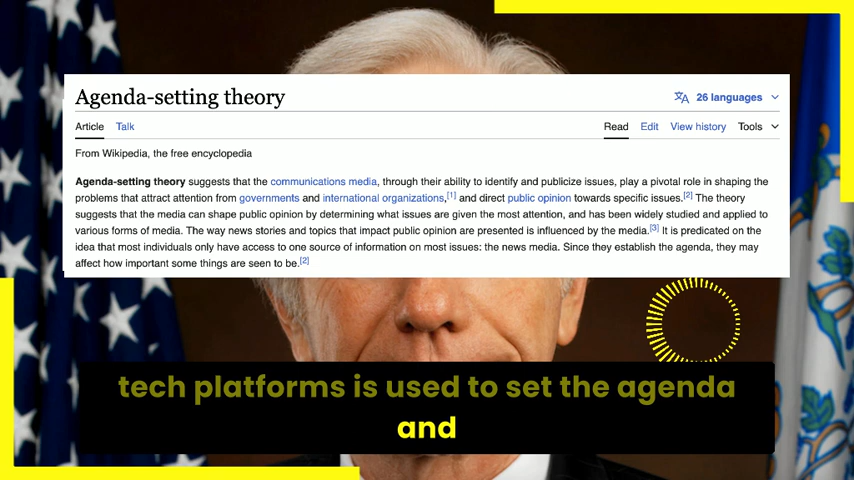 Agenda-setting theory
26 languages
Article Talk Read Edit View history Tools
From Wikipedia, the free encyclopedia
Agenda-setting theory suggests that the communications media, through their ability to identify and publicize issues, play a pivotal role in shaping the
problems that attract attention from governments and international organizations,[1] and direct public opinion towards specific issues.[2] The theory
suggests that the media can shape public opinion by determining what issues are given the most attention, and has been widely studied and applied to
various forms of media. The way news stories and topics that impact public opinion are presented is influenced by the media.[3] It is predicated on the
idea that most individuals only have access to one source of information on most issues: the news media. Since they establish the agenda, they may
affect how important some things are seen to be.[2]
tech platforms is used to set the agenda
and